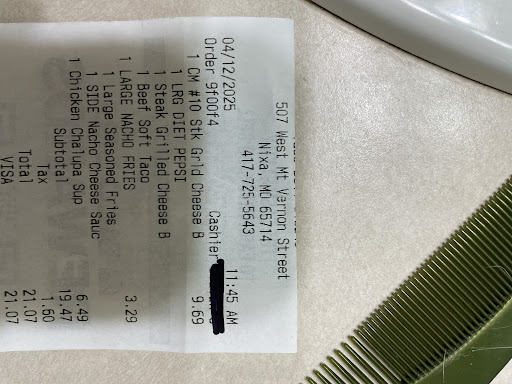 507 West Mt Vernon Street
Nixa, MO 65714
417-725-5643
04/12/2025 11:45 AM
Order 9f00f4 Cashier
1 CM #10 Stk Grld Cheese B 9.69
1 LRG DIET PEPSI
1 Steak Grilled Cheese B
1 Beef Soft Taco
1 LARGE NACHO FRIES 3.29
1 Large Seasoned Fries
1 SIDE Nacho Cheese Sauc
1 Chicken Chalupa Sup 6.49
Subtotal 19.47
Tax 1.60
Total 21.07
VISA 21.07